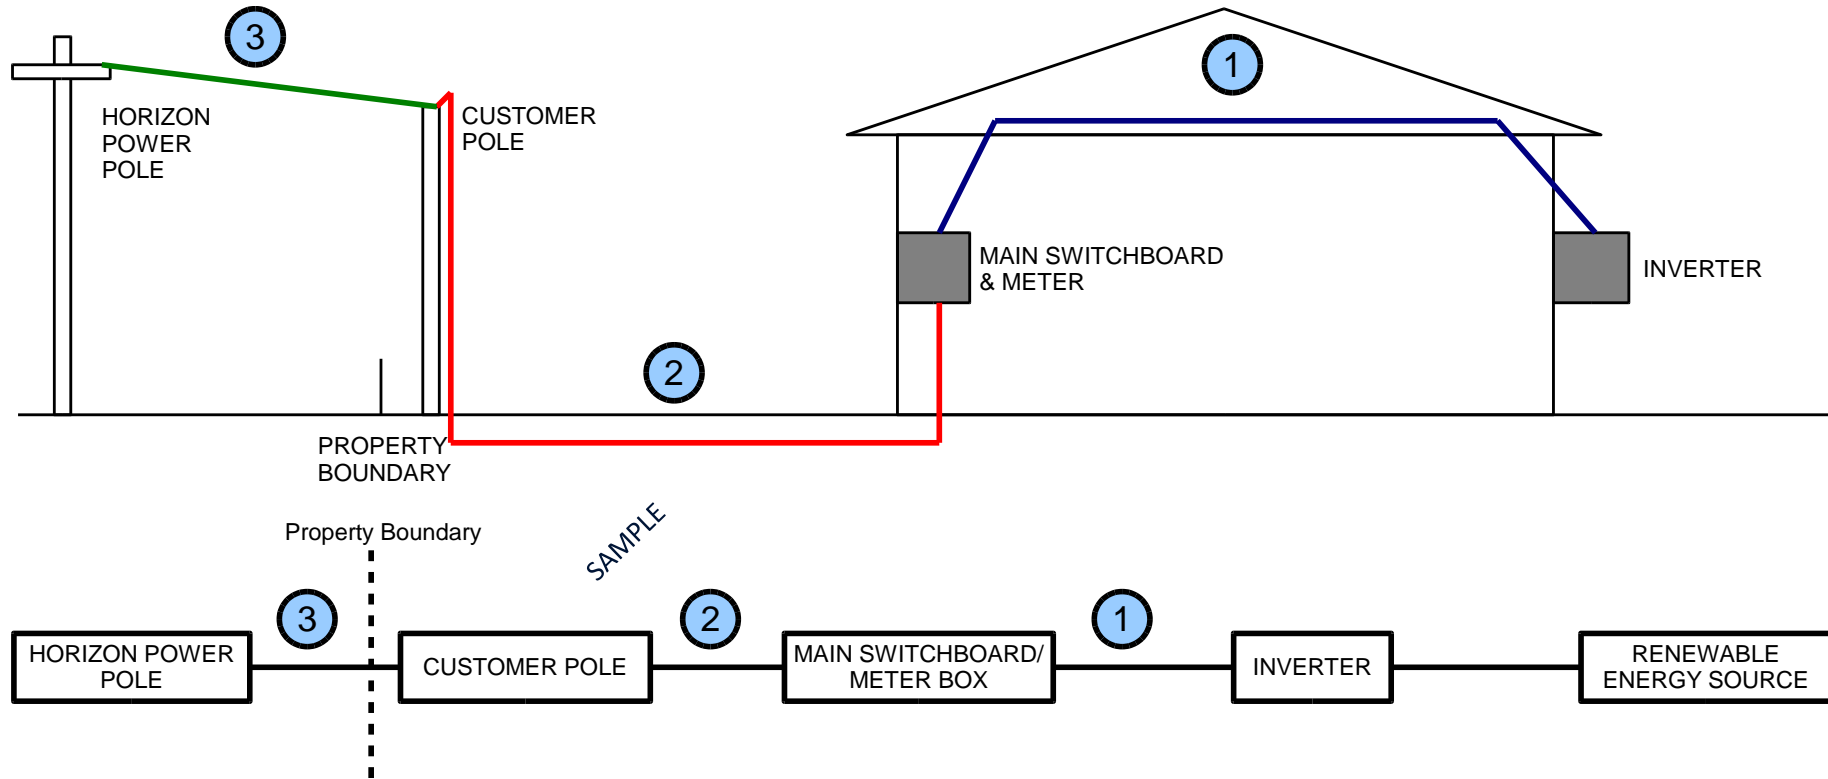 3
1
HORIZON
POWER
POLE
CUSTOMER
POLE
MAIN SWITCHBOARD
& METER
INVERTER
2
PROPERTY
BOUNDARY
SAMPLE
Property Boundary
3
2
1
HORIZON POWER
POLE
CUSTOMER POLE
MAIN SWITCHBOARD/
METER BOX
INVERTER
RENEWABLE
ENERGY SOURCE